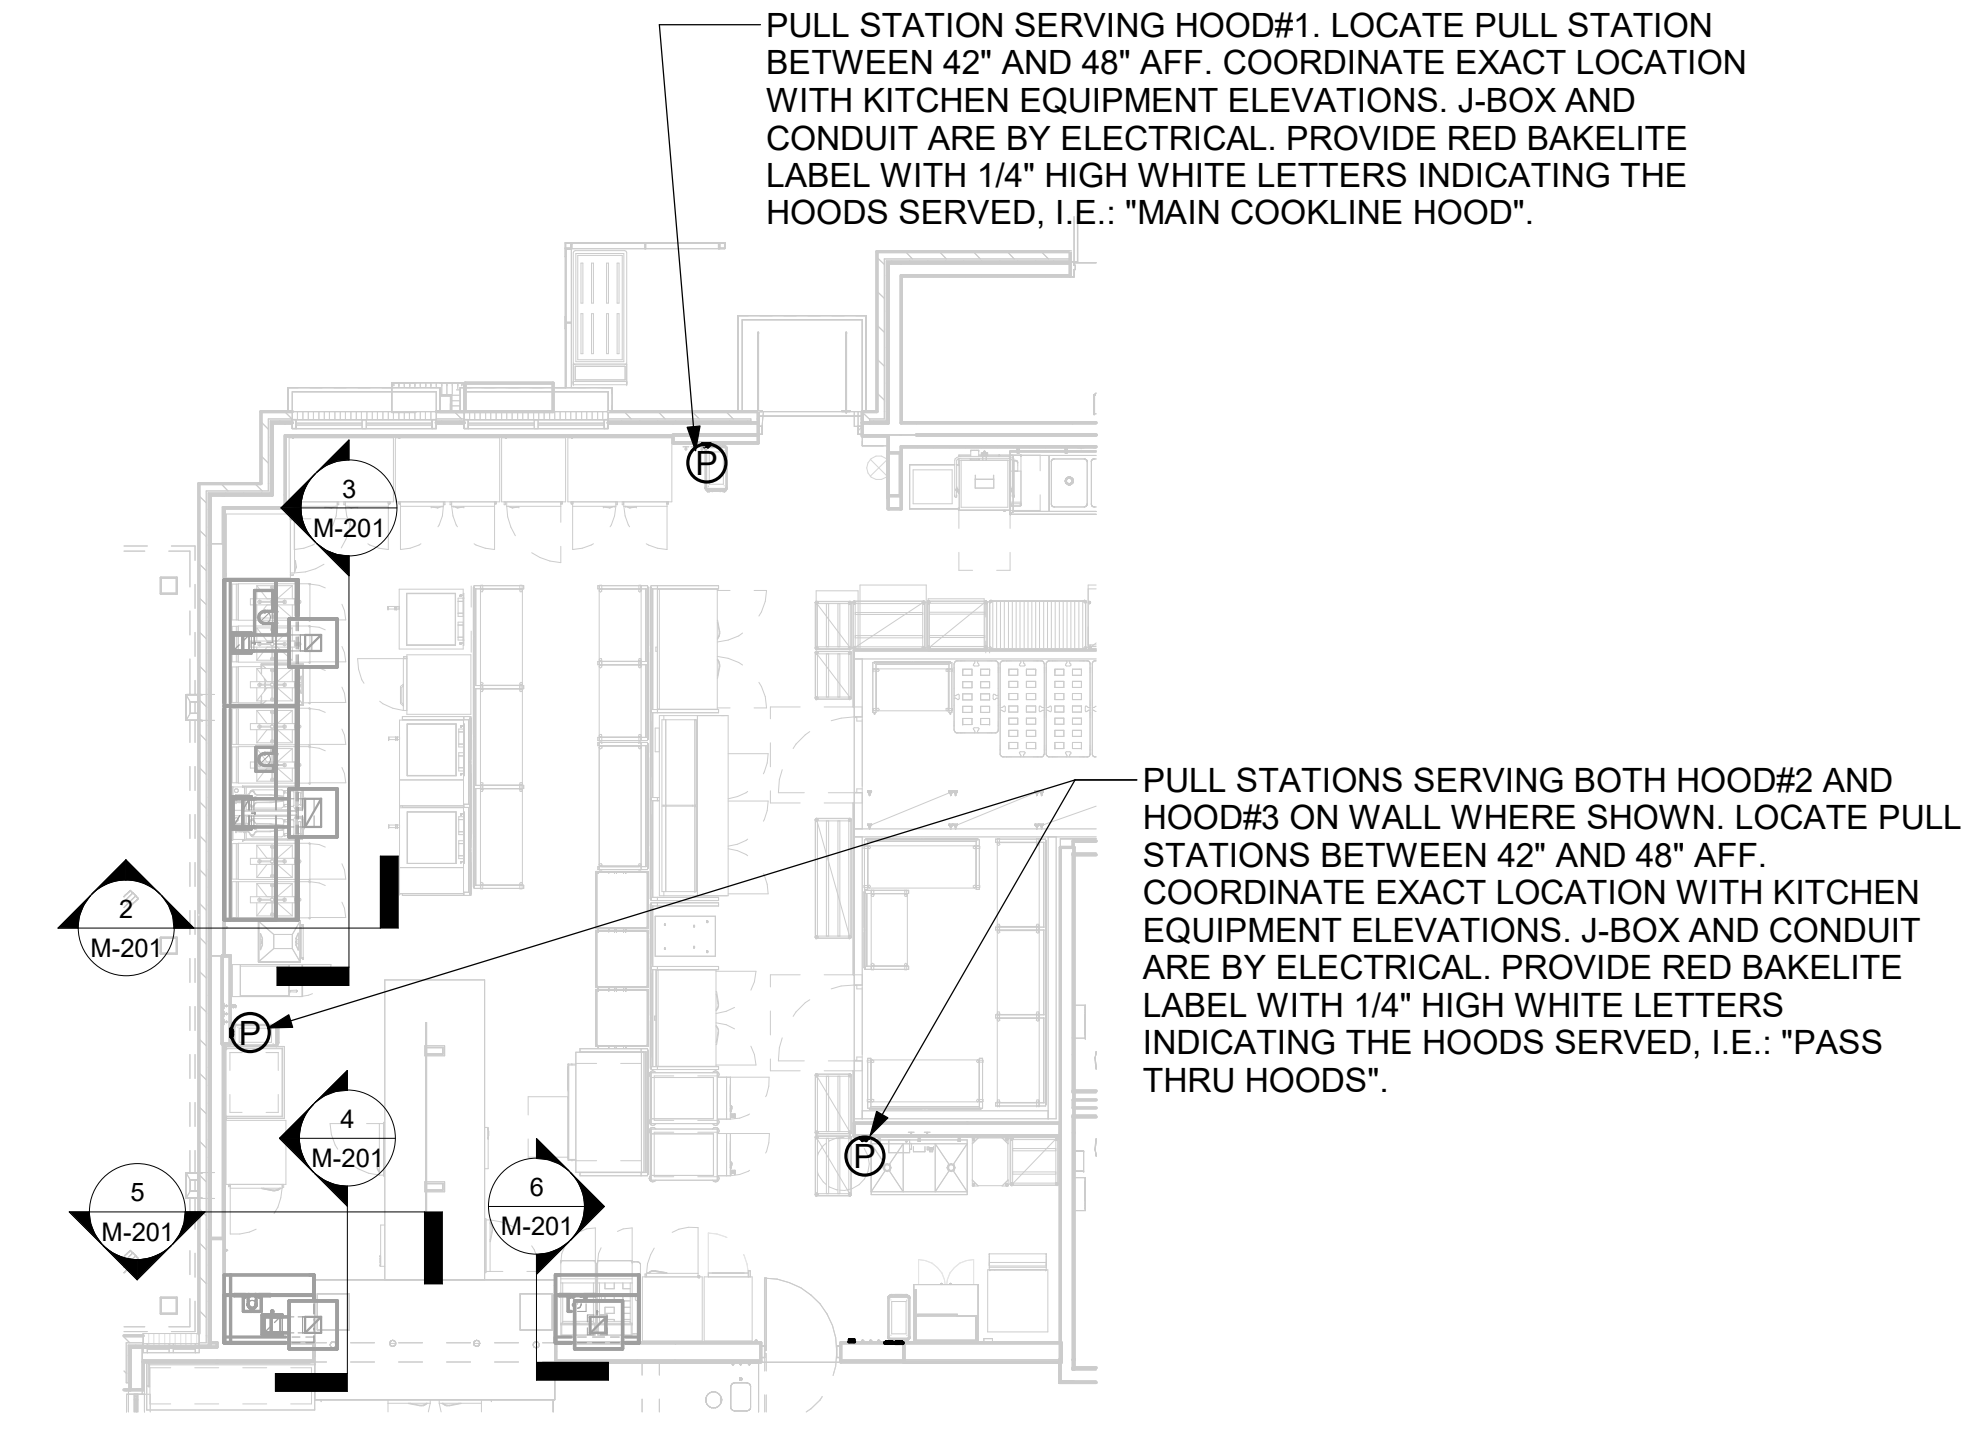 PULL STATION SERVING HOOD#1. LOCATE PULL STATION
BETWEEN 42" AND 48" AFF. COORDINATE EXACT LOCATION
WITH KITCHEN EQUIPMENT ELEVATIONS. J-BOX AND
CONDUIT ARE BY ELECTRICAL. PROVIDE RED BAKELITE
LABEL WITH 1/4" HIGH WHITE LETTERS INDICATING THE
HOODS SERVED, I.E.: "MAIN COOKLINE HOOD".
P
3
M-201
PULL STATIONS SERVING BOTH HOOD#2 AND
HOOD#3 ON WALL WHERE SHOWN. LOCATE PULL
STATIONS BETWEEN 42" AND 48" AFF.
COORDINATE EXACT LOCATION WITH KITCHEN
EQUIPMENT ELEVATIONS. J-BOX AND CONDUIT
ARE BY ELECTRICAL. PROVIDE RED BAKELITE
LABEL WITH 1/4" HIGH WHITE LETTERS
INDICATING THE HOODS SERVED, I.E.: "PASS
THRU HOODS".
2
M-201
P
4
M-201
P
5
M-201
6
M-201